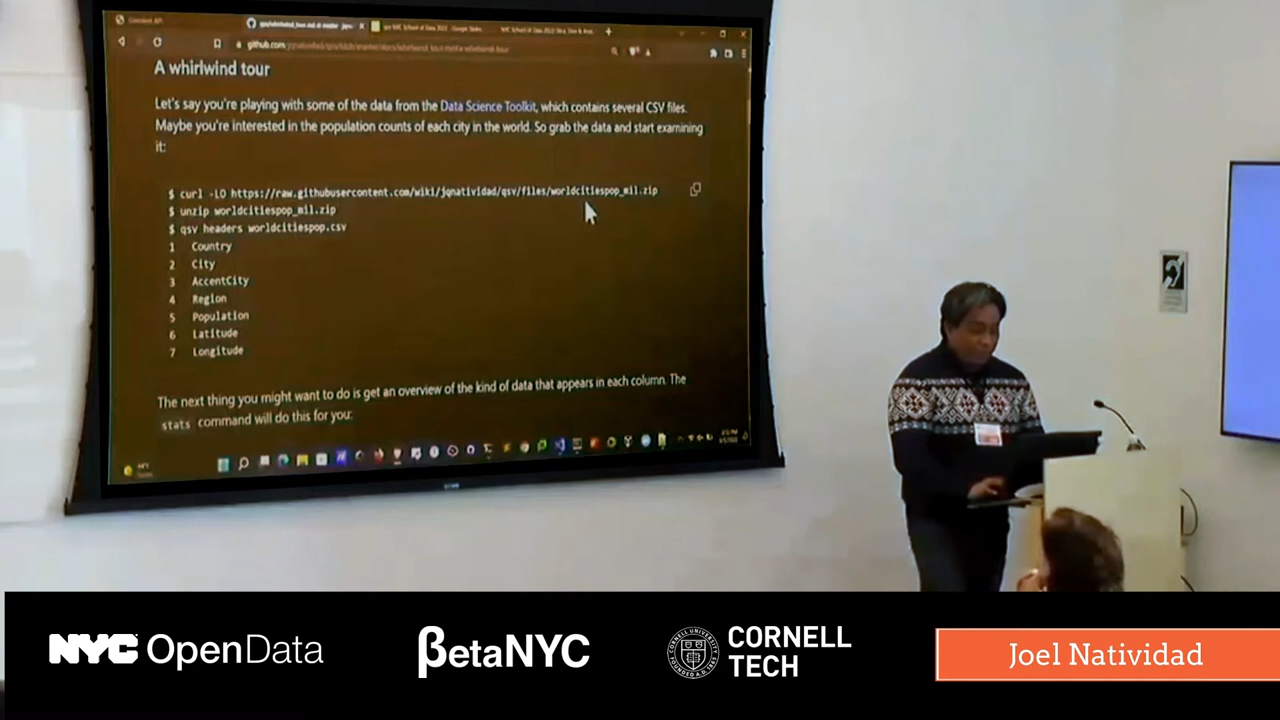 A whirlwind tour
Let's say you're playing with some of the data from the Data Science Toolkit, which contains several CSV files.
Maybe you're interested in the population counts of each city in the world. So grab the data and start examining
it:
$ curl -LO https://raw.githubusercontent.com/wiki/jqnatividad/qsv/files/worldcitiespop_mil.zip
$ unzip worldcitiespop_mil.zip
$ qsv headers worldcitiespop.csv
1 Country
2 City
3 AccentCity
4 Region
5 Population
6 Latitude
7 Longitude
The next thing you might want to do is get an overview of the kind of data that appears in each column. The
stats command will do this for you:
NYC OpenData
βetaNYC
CORNELL
TECH
Joel Natividad